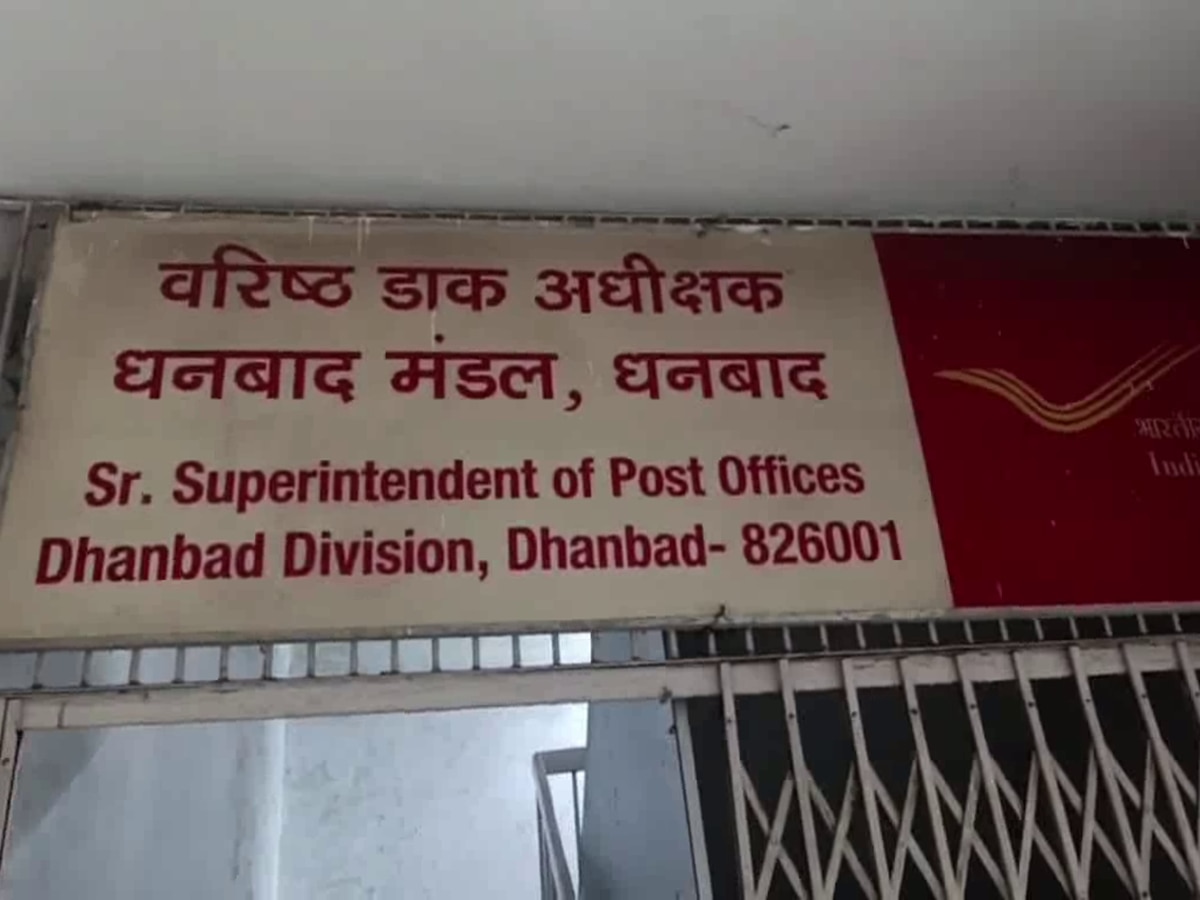 वरिष्ठ डाक अधीक्षक
धनबाद मंडल, धनबाद
Sr. Superintendent of Post Offices
Dhanbad Division, Dhanbad- 826001